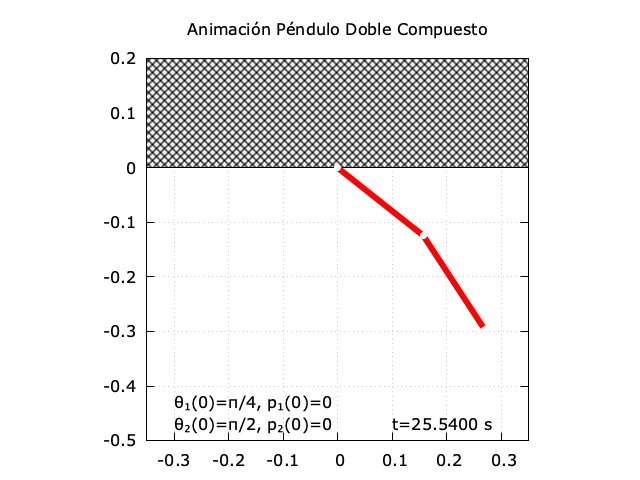 Animación Péndulo Doble Compuesto
0.2
0.1
0
-0.1
-0.2
-0.3
-0.4
-0.5
θ₁(0)=π/4, p₁(0)=0
θ₂(0)=π/2, p₂(0)=0 t=25.5400 s
-0.3 -0.2 -0.1 0 0.1 0.2 0.3